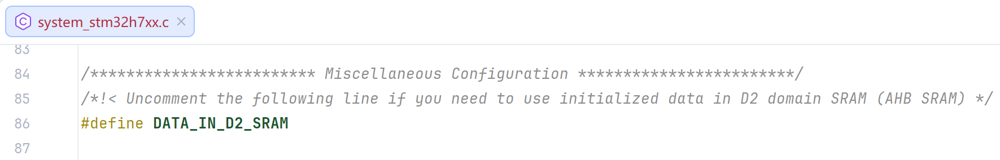 system_stm32h7xx.c
83
84 /************************* Miscellaneous Configuration ************************/
85 /*!< Uncomment the following line if you need to use initialized data in D2 domain SRAM (AHB SRAM) */
86 #define DATA_IN_D2_SRAM
87